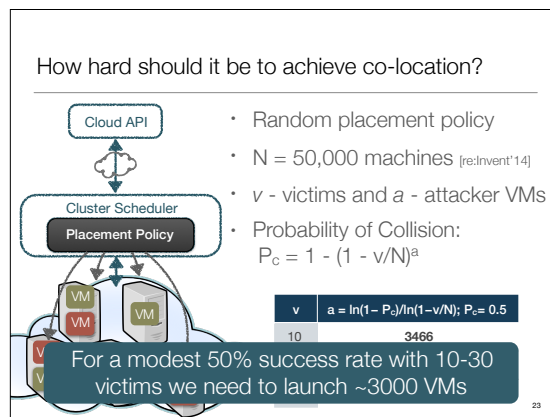 How hard should it be to achieve co-location?
Cloud API
Cluster Scheduler
Placement Policy
VM
VM
VM
VM
VM
• Random placement policy
• N = 50,000 machines [re:Invent'14]
• v - victims and a - attacker VMs
• Probability of Collision:
Pc = 1 - (1 - v/N)a
v a = ln(1– Pc)/ln(1–v/N); Pc= 0.5
10 3466
For a modest 50% success rate with 10-30
victims we need to launch ~3000 VMs
23